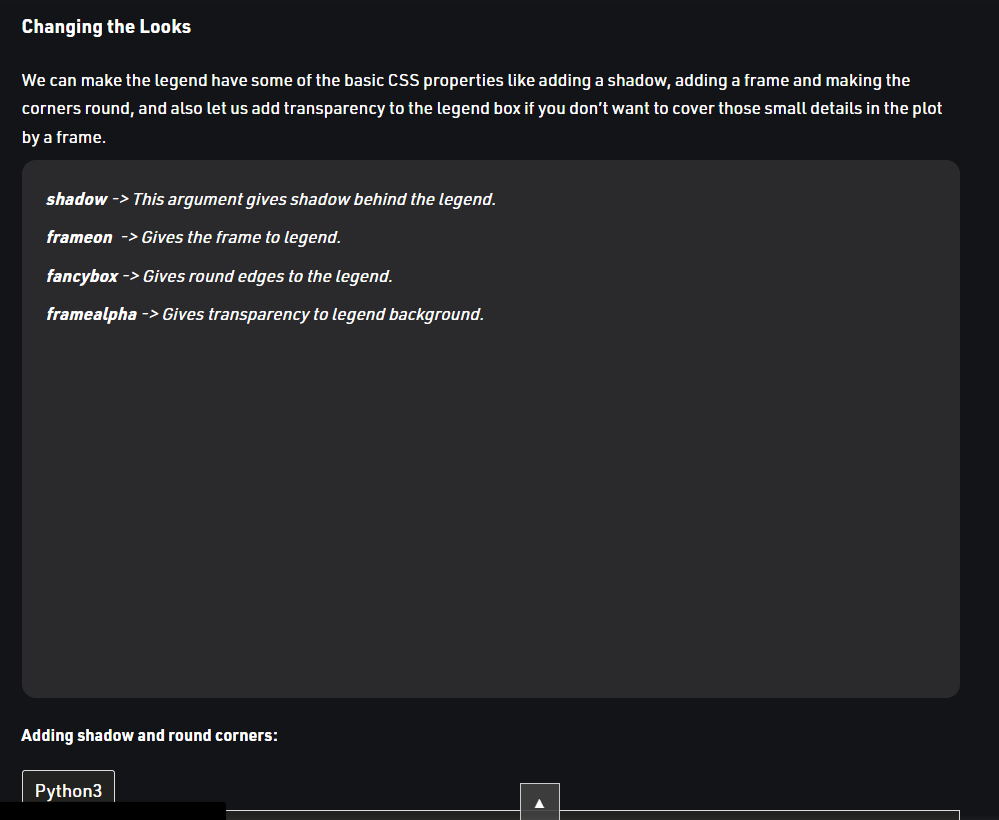 Changing the Looks
We can make the legend have some of the basic CSS properties like adding a shadow, adding a frame and making the
corners round, and also let us add transparency to the legend box if you don’t want to cover those small details in the plot
by a frame.
shadow -> This argument gives shadow behind the legend.
frameon  -> Gives the frame to legend.
fancybox -> Gives round edges to the legend.
framealpha -> Gives transparency to legend background.
Adding shadow and round corners:
Python3
▲